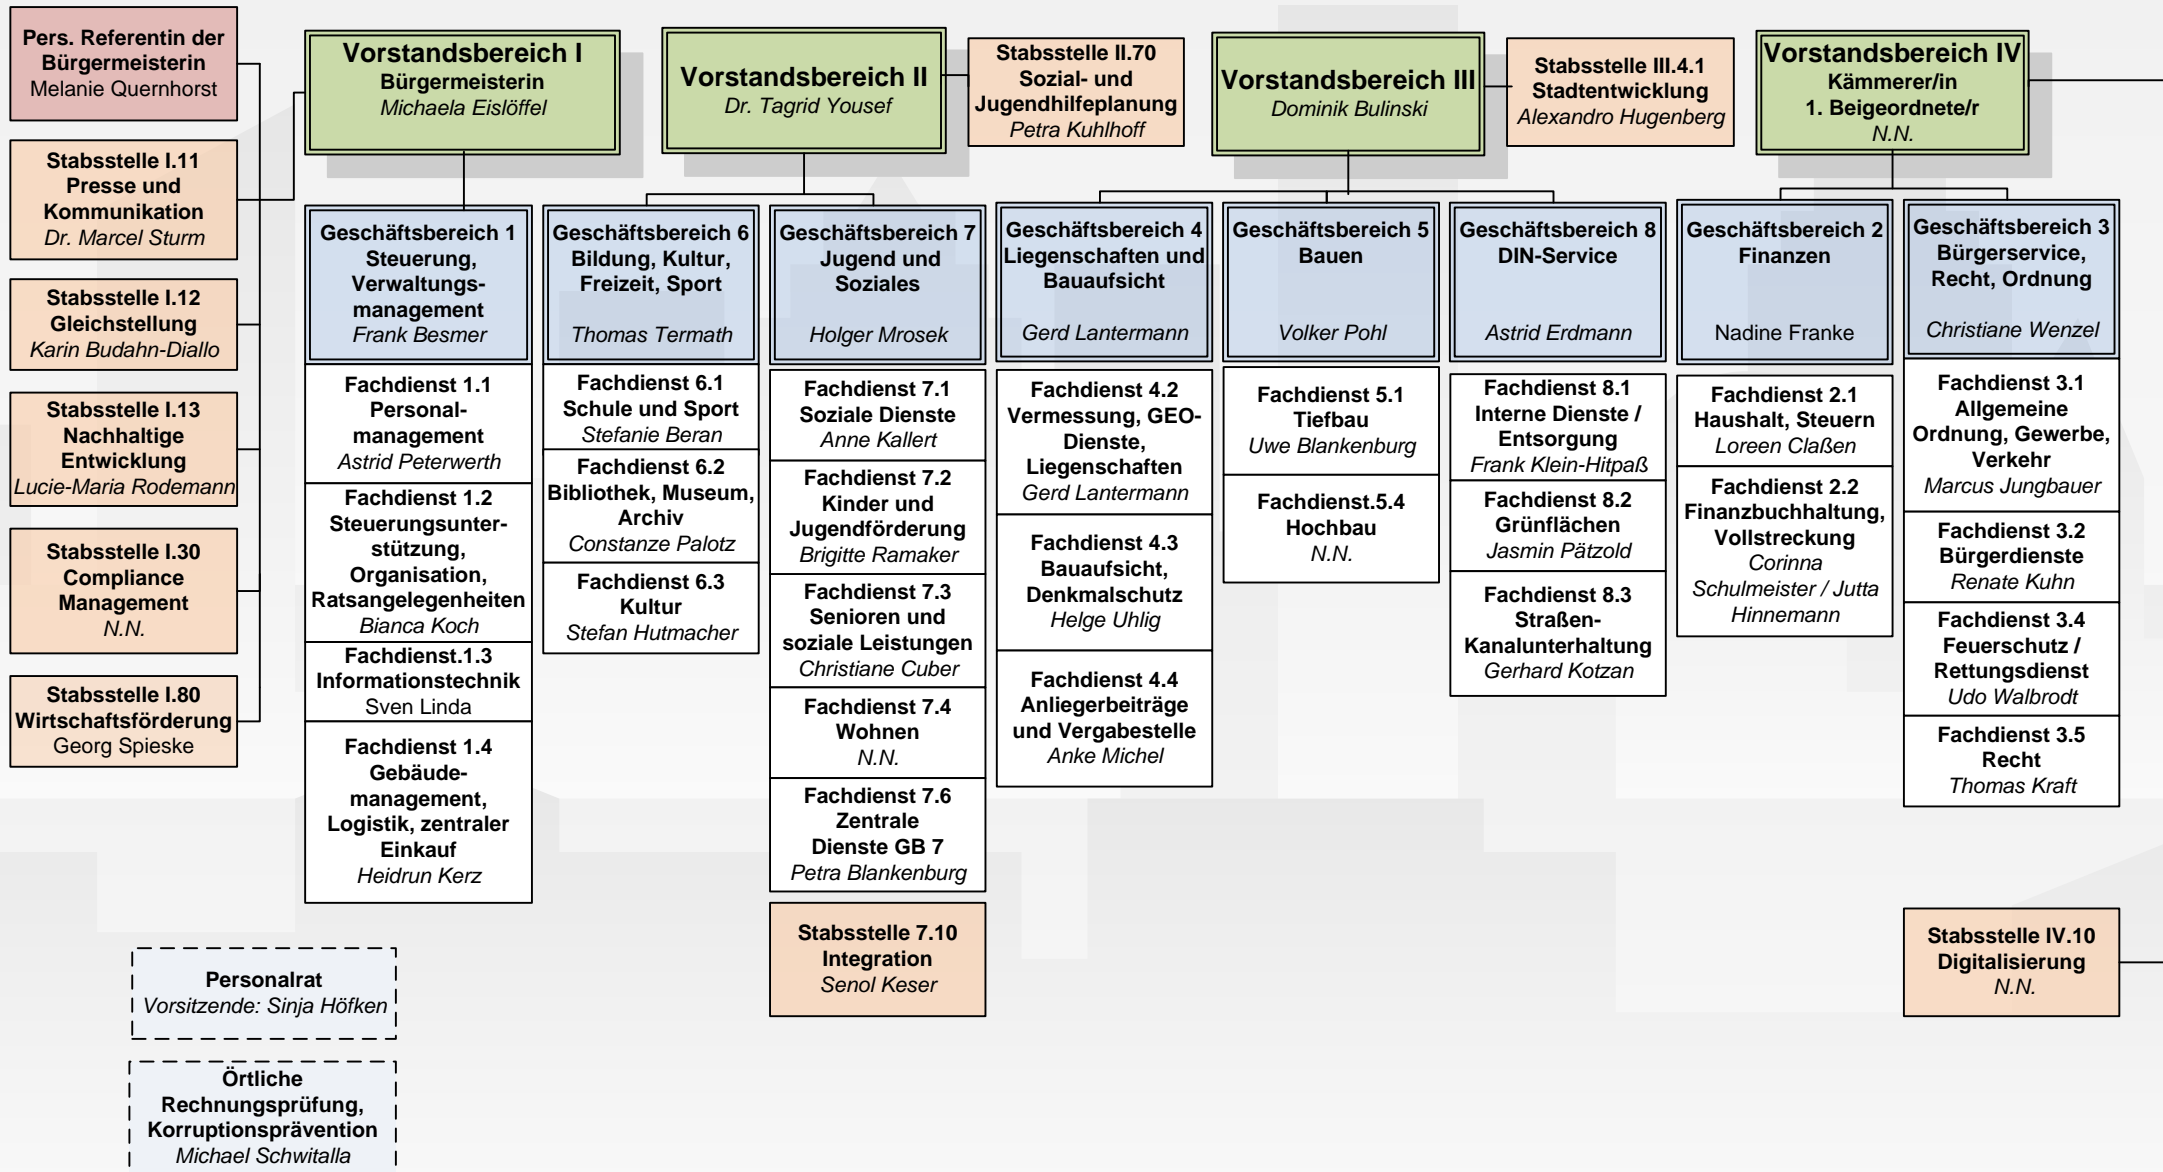 Pers. Referentin der
Bürgermeisterin
Melanie Quernhorst
Stabsstelle I.11
Presse und
Kommunikation
Dr. Marcel Sturm
Stabsstelle I.12
Gleichstellung
Karin Budahn-Diallo
Stabsstelle I.13
Nachhaltige
Entwicklung
Lucie-Maria Rodemann
Stabsstelle I.30
Compliance
Management
N.N.
Stabsstelle I.80
Wirtschaftsförderung
Georg Spieske
Vorstandsbereich I
Bürgermeisterin
Michaela Eislöffel
Geschäftsbereich 1
Steuerung,
Verwaltungs-
management
Frank Besmer
Fachdienst 1.1
Personal-
management
Astrid Peterwerth
Fachdienst 1.2
Steuerungsunter-
stützung,
Organisation,
Ratsangelegenheiten
Bianca Koch
Fachdienst.1.3
Informationstechnik
Sven Linda
Fachdienst 1.4
Gebäude-
management,
Logistik, zentraler
Einkauf
Heidrun Kerz
Vorstandsbereich II
Dr. Tagrid Yousef
Stabsstelle II.70
Sozial- und
Jugendhilfeplanung
Petra Kuhlhoff
Geschäftsbereich 6
Bildung, Kultur,
Freizeit, Sport
Thomas Termath
Fachdienst 6.1
Schule und Sport
Stefanie Beran
Fachdienst 6.2
Bibliothek, Museum,
Archiv
Constanze Palotz
Fachdienst 6.3
Kultur
Stefan Hutmacher
Geschäftsbereich 7
Jugend und
Soziales
Holger Mrosek
Fachdienst 7.1
Soziale Dienste
Anne Kallert
Fachdienst 7.2
Kinder und
Jugendförderung
Brigitte Ramaker
Fachdienst 7.3
Senioren und
soziale Leistungen
Christiane Cuber
Fachdienst 7.4
Wohnen
N.N.
Fachdienst 7.6
Zentrale
Dienste GB 7
Petra Blankenburg
Stabsstelle 7.10
Integration
Senol Keser
Vorstandsbereich III
Dominik Bulinski
Stabsstelle III.4.1
Stadtentwicklung
Alexandro Hugenberg
Geschäftsbereich 4
Liegenschaften und
Bauaufsicht
Gerd Lantermann
Fachdienst 4.2
Vermessung, GEO-
Dienste,
Liegenschaften
Gerd Lantermann
Fachdienst 4.3
Bauaufsicht,
Denkmalschutz
Helge Uhlig
Fachdienst 4.4
Anliegerbeiträge
und Vergabestelle
Anke Michel
Geschäftsbereich 5
Bauen
Volker Pohl
Fachdienst 5.1
Tiefbau
Uwe Blankenburg
Fachdienst.5.4
Hochbau
N.N.
Geschäftsbereich 8
DIN-Service
Astrid Erdmann
Fachdienst 8.1
Interne Dienste /
Entsorgung
Frank Klein-Hitpaß
Fachdienst 8.2
Grünflächen
Jasmin Pätzold
Fachdienst 8.3
Straßen-
Kanalunterhaltung
Gerhard Kotzan
Vorstandsbereich IV
Kämmerer/in
1. Beigeordnete/r
N.N.
Geschäftsbereich 2
Finanzen
Nadine Franke
Fachdienst 2.1
Haushalt, Steuern
Loreen Claßen
Fachdienst 2.2
Finanzbuchhaltung,
Vollstreckung
Corinna
Schulmeister / Jutta
Hinnemann
Geschäftsbereich 3
Bürgerservice,
Recht, Ordnung
Christiane Wenzel
Fachdienst 3.1
Allgemeine
Ordnung, Gewerbe,
Verkehr
Marcus Jungbauer
Fachdienst 3.2
Bürgerdienste
Renate Kuhn
Fachdienst 3.4
Feuerschutz /
Rettungsdienst
Udo Walbrodt
Fachdienst 3.5
Recht
Thomas Kraft
Stabsstelle IV.10
Digitalisierung
N.N.
Personalrat
Vorsitzende: Sinja Höfken
Örtliche
Rechnungsprüfung,
Korruptionsprävention
Michael Schwitalla